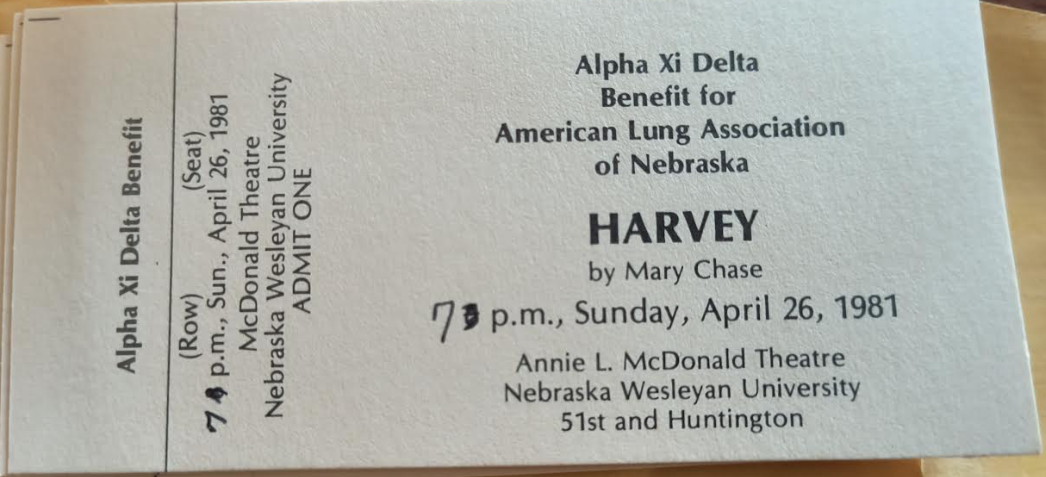 Alpha Xi Delta Benefit
(Row) (Seat)
7 p.m., Sun., April 26, 1981
McDonald Theatre
Nebraska Wesleyan University
ADMIT ONE
Alpha Xi Delta
Benefit for
American Lung Association
of Nebraska
HARVEY
by Mary Chase
7 p.m., Sunday, April 26, 1981
Annie L. McDonald Theatre
Nebraska Wesleyan University
51st and Huntington